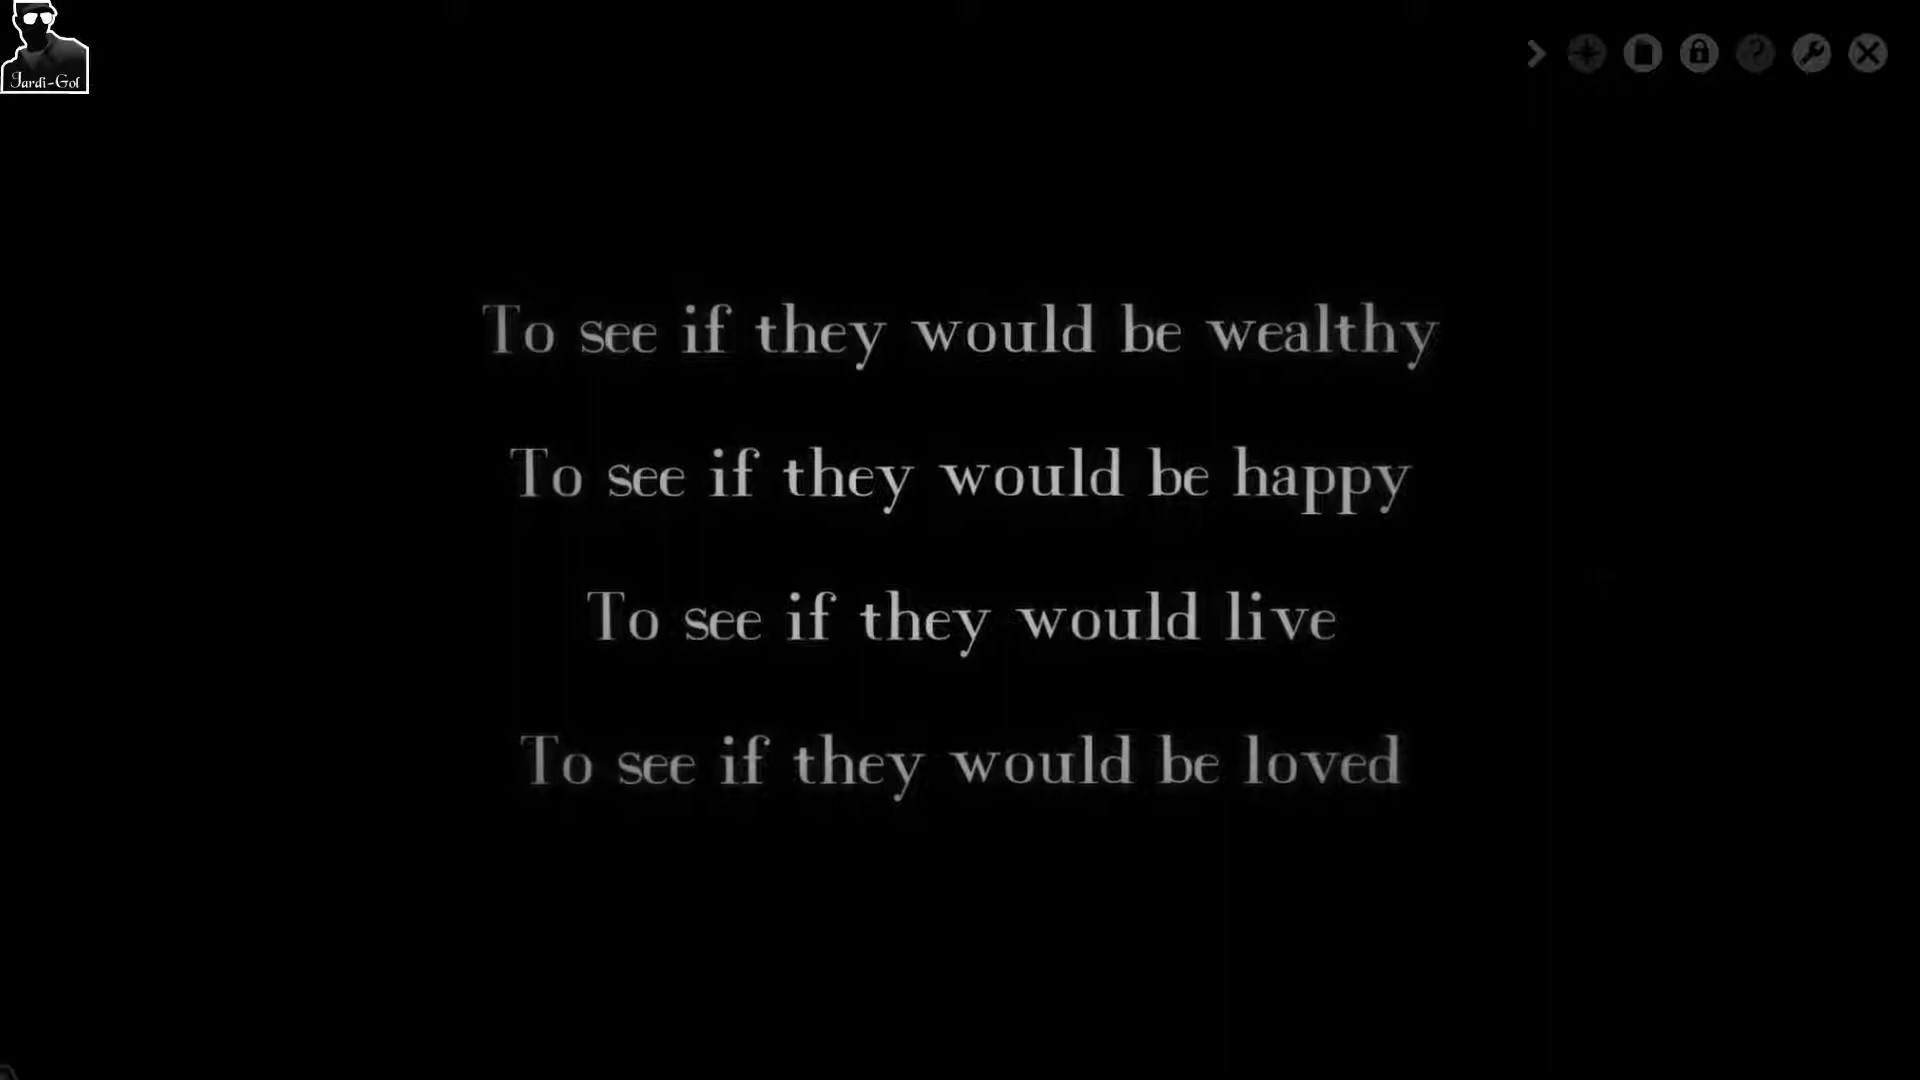 Jardi-Gol
To see if they would be wealthy
To see if they would be happy
To see if they would live
To see if they would be loved